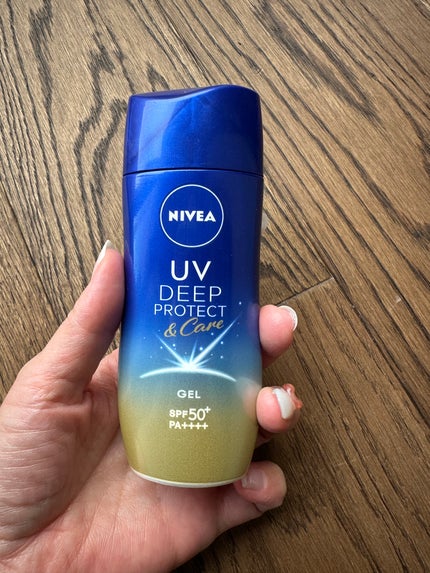 NIVEA
UV
DEEP
PROTECT
& Care
GEL
SPF50+
PA++++